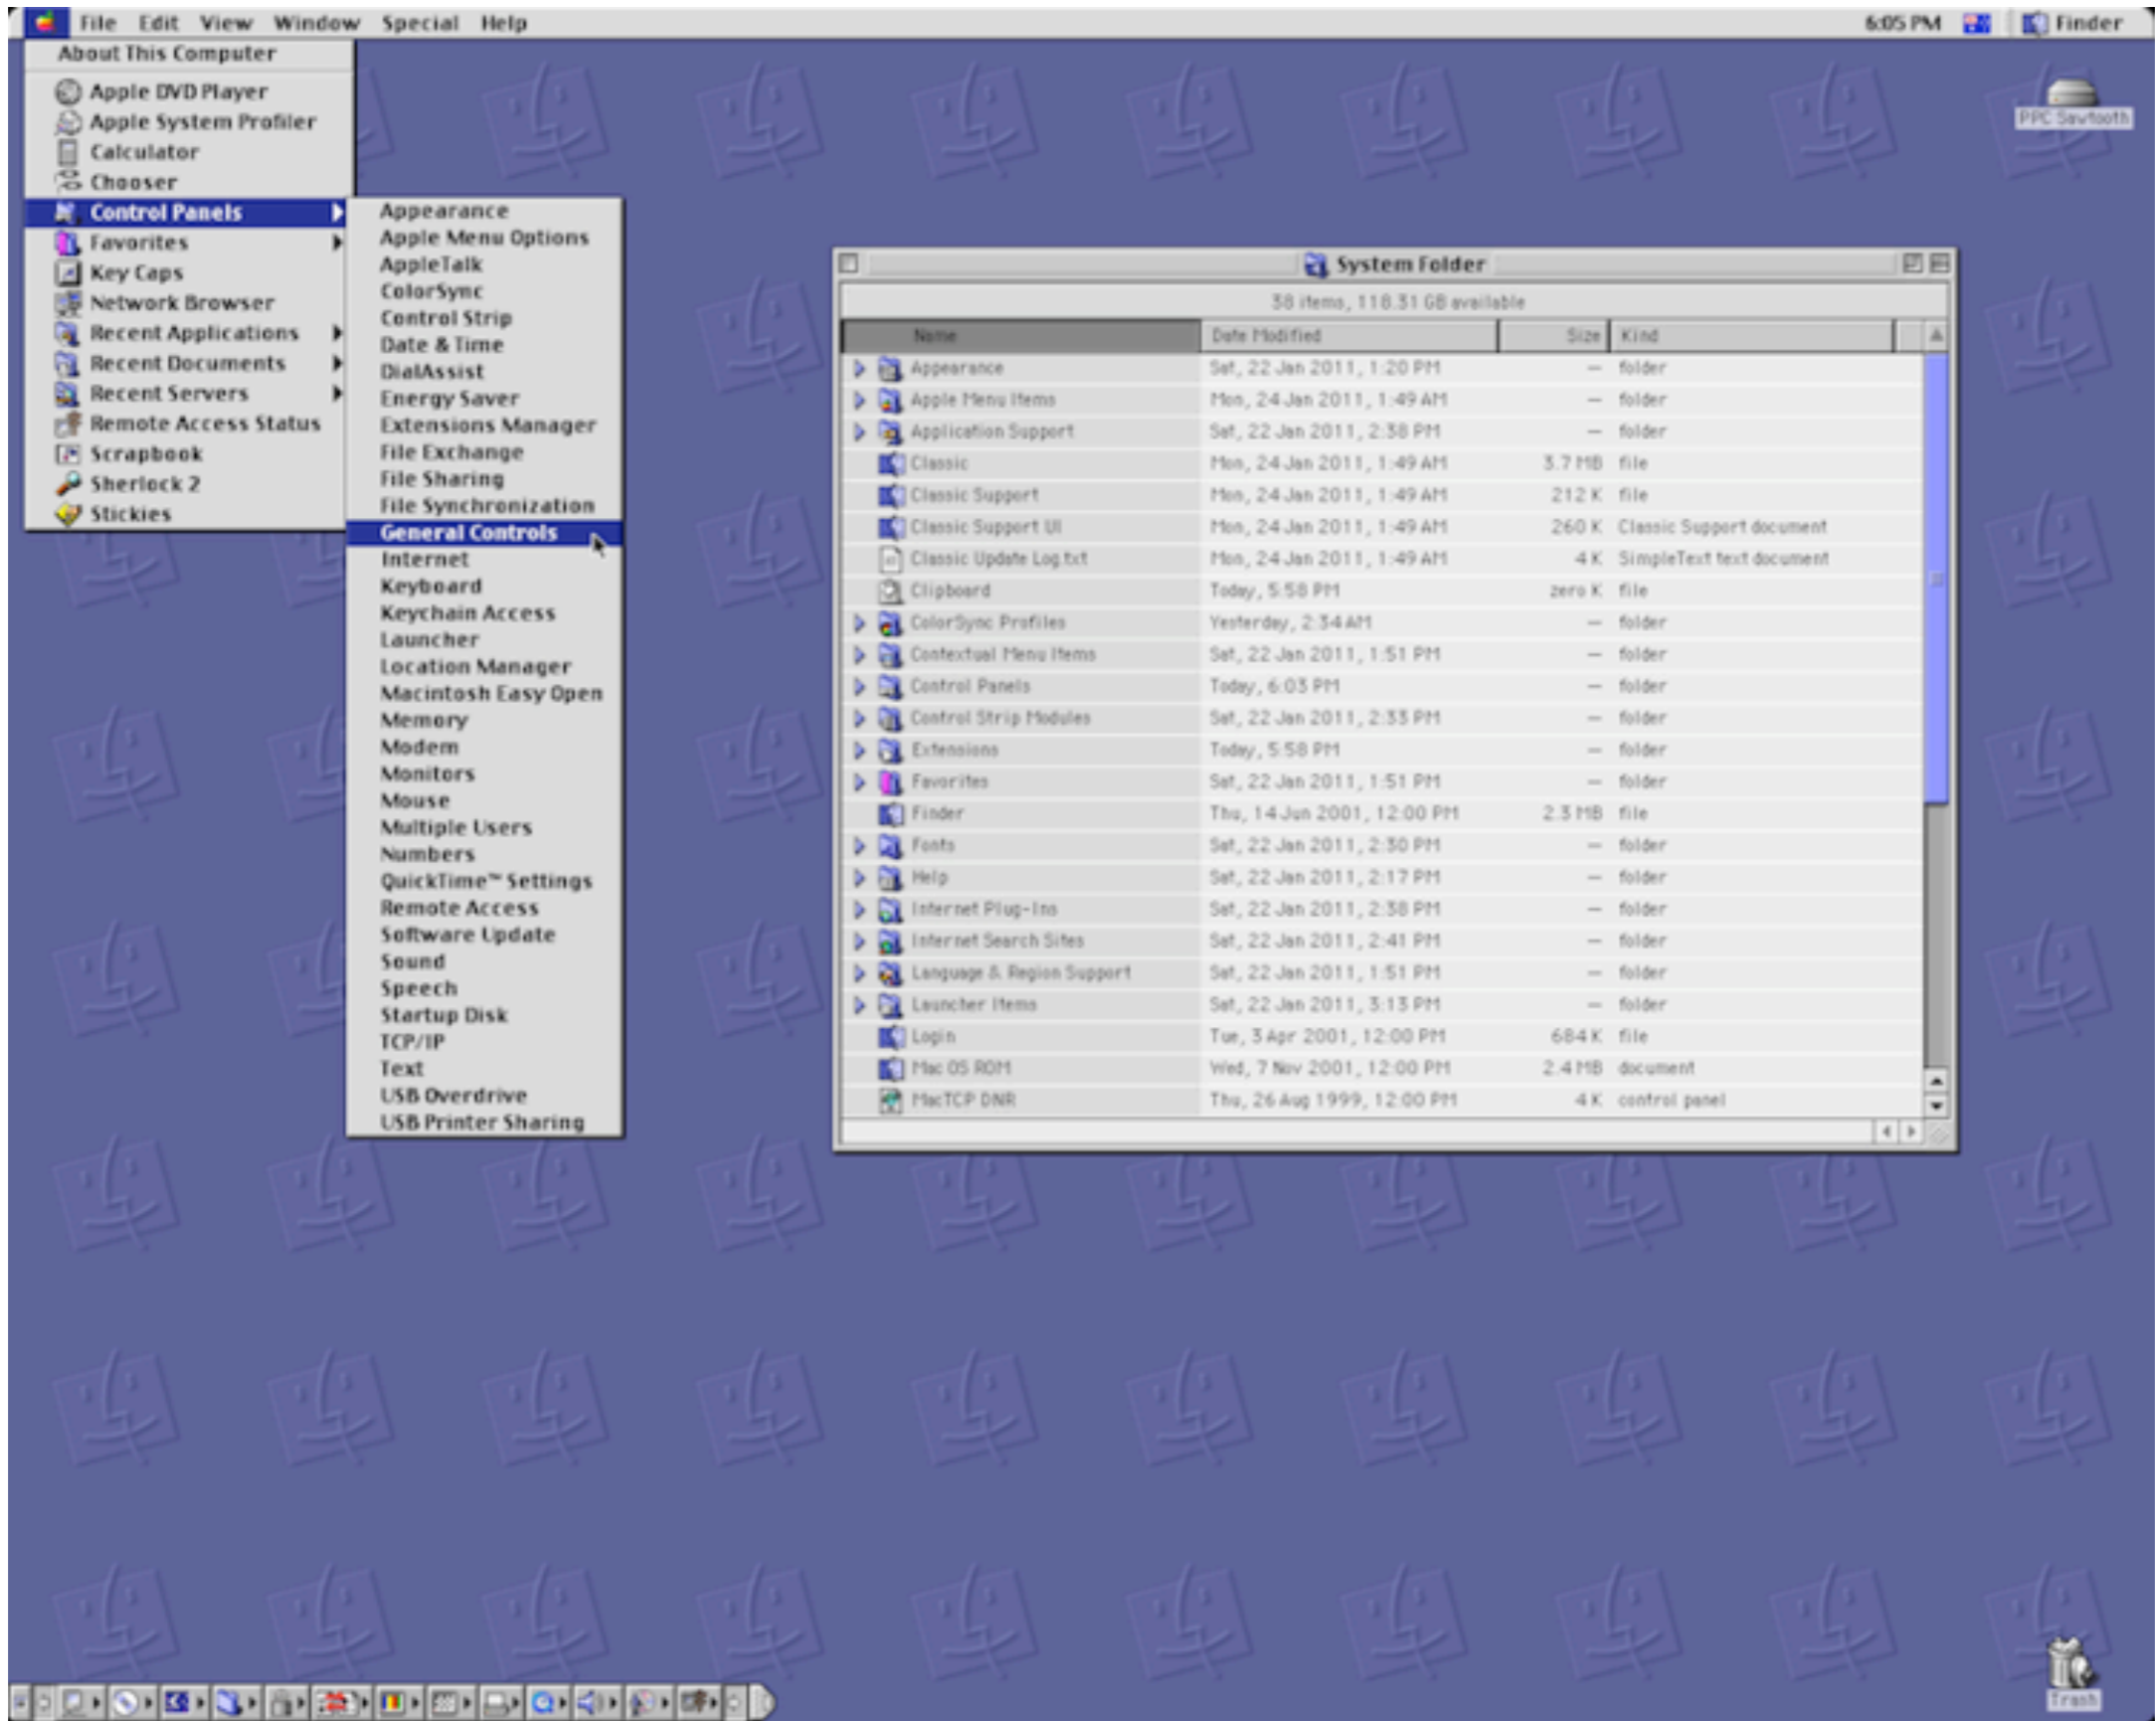 File Edit View Window Special Help
6:05 PM
Finder
About This Computer
Apple DVD Player
Apple System Profiler
Calculator
Chooser
Control Panels
Favorites
Key Caps
Network Browser
Recent Applications
Recent Documents
Recent Servers
Remote Access Status
Scrapbook
Sherlock 2
Stickies
Appearance
Apple Menu Options
AppleTalk
ColorSync
Control Strip
Date & Time
DialAssist
Energy Saver
Extensions Manager
File Exchange
File Sharing
File Synchronization
General Controls
Internet
Keyboard
Keychain Access
Launcher
Location Manager
Macintosh Easy Open
Memory
Modem
Monitors
Mouse
Multiple Users
Numbers
QuickTime™ Settings
Remote Access
Software Update
Sound
Speech
Startup Disk
TCP/IP
Text
USB Overdrive
USB Printer Sharing
System Folder
38 items, 118.31 GB available
Name Date Modified Size Kind
Appearance Sat, 22 Jan 2011, 1:20 PM — folder
Apple Menu Items Mon, 24 Jan 2011, 1:49 AM — folder
Application Support Sat, 22 Jan 2011, 2:38 PM — folder
Classic Mon, 24 Jan 2011, 1:49 AM 3.7 MB file
Classic Support Mon, 24 Jan 2011, 1:49 AM 212 K file
Classic Support UI Mon, 24 Jan 2011, 1:49 AM 260 K Classic Support document
Classic Update Log.txt Mon, 24 Jan 2011, 1:49 AM 4 K SimpleText text document
Clipboard Today, 5:58 PM zero K file
ColorSync Profiles Yesterday, 2:34 AM — folder
Contextual Menu Items Sat, 22 Jan 2011, 1:51 PM — folder
Control Panels Today, 6:03 PM — folder
Control Strip Modules Sat, 22 Jan 2011, 2:33 PM — folder
Extensions Today, 5:58 PM — folder
Favorites Sat, 22 Jan 2011, 1:51 PM — folder
Finder Thu, 14 Jun 2001, 12:00 PM 2.3 MB file
Fonts Sat, 22 Jan 2011, 2:30 PM — folder
Help Sat, 22 Jan 2011, 2:17 PM — folder
Internet Plug-Ins Sat, 22 Jan 2011, 2:38 PM — folder
Internet Search Sites Sat, 22 Jan 2011, 2:41 PM — folder
Language & Region Support Sat, 22 Jan 2011, 1:51 PM — folder
Launcher Items Sat, 22 Jan 2011, 3:13 PM — folder
Login Tue, 3 Apr 2001, 12:00 PM 684 K file
Mac OS ROM Wed, 7 Nov 2001, 12:00 PM 2.4 MB document
MacTCP DNR Thu, 26 Aug 1999, 12:00 PM 4 K control panel
PPC Sawtooth
Trash